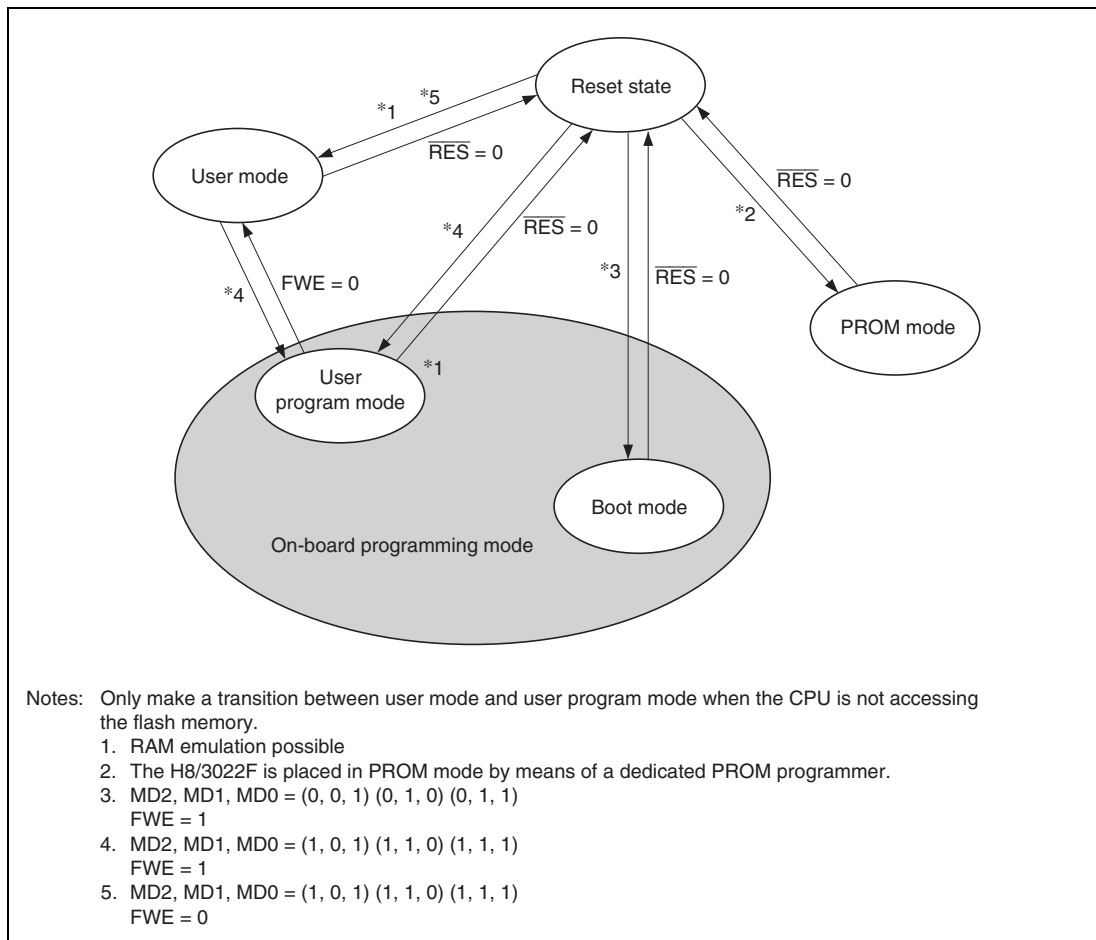 Reset state
*1
*5
R̅E̅S̅ = 0
User mode
*4
R̅E̅S̅ = 0
*3
R̅E̅S̅ = 0
*2
R̅E̅S̅ = 0
*4
FWE = 0
PROM mode
User
program mode
*1
Boot mode
On-board programming mode
Notes: Only make a transition between user mode and user program mode when the CPU is not accessing
the flash memory.
1. RAM emulation possible
2. The H8/3022F is placed in PROM mode by means of a dedicated PROM programmer.
3. MD2, MD1, MD0 = (0, 0, 1) (0, 1, 0) (0, 1, 1)
FWE = 1
4. MD2, MD1, MD0 = (1, 0, 1) (1, 1, 0) (1, 1, 1)
FWE = 1
5. MD2, MD1, MD0 = (1, 0, 1) (1, 1, 0) (1, 1, 1)
FWE = 0